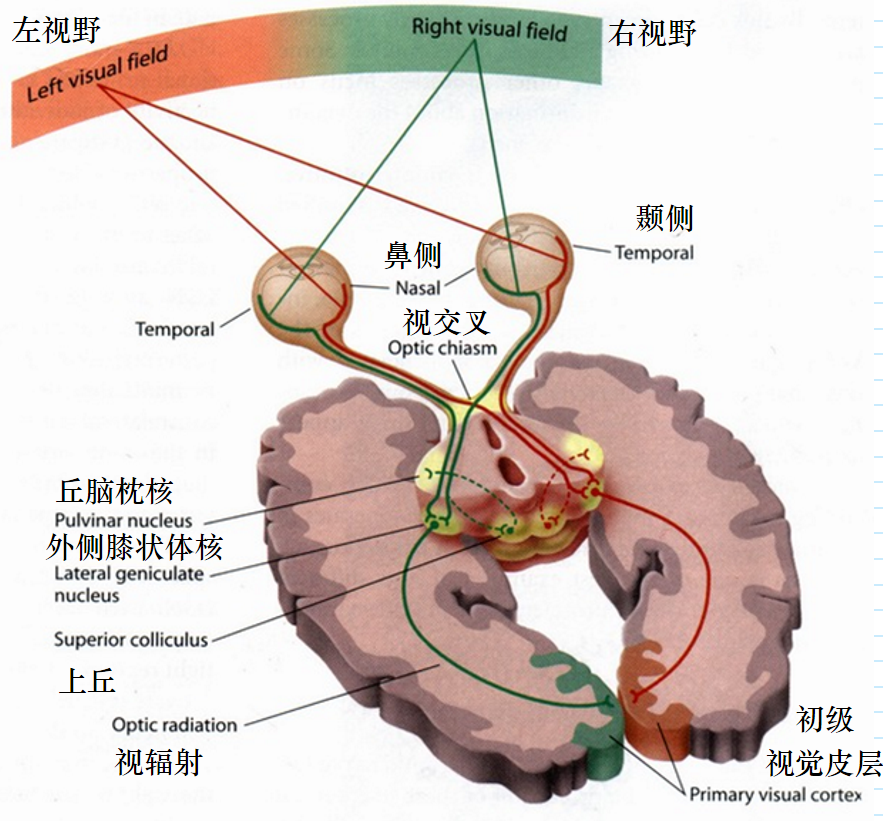 左视野
Right visual field
右视野
Left visual field
颞侧
Temporal
鼻侧
Nasal
Temporal
视交叉
Optic chiasm
丘脑枕核
Pulvinar nucleus
外侧膝状体核
Lateral geniculate
nucleus
Superior colliculus
上丘
Optic radiation
视辐射
初级
视觉皮层
Primary visual cortex